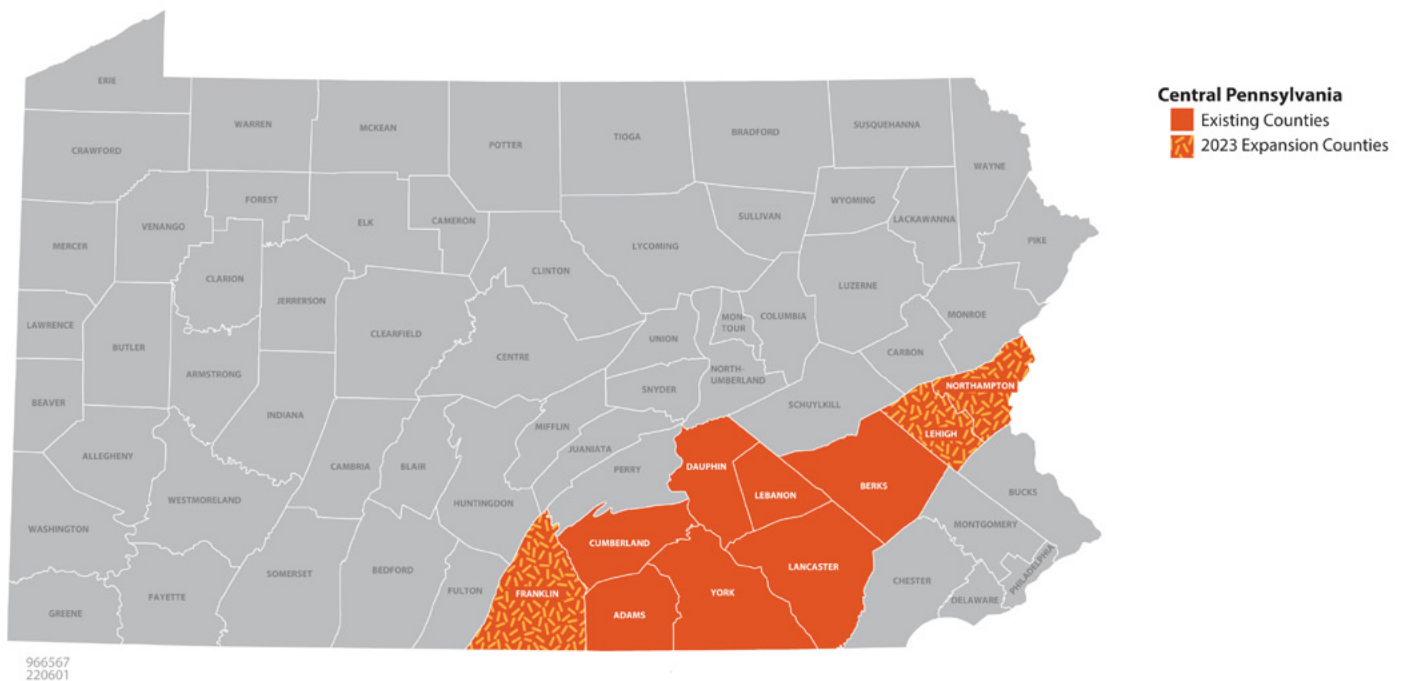 ERIE
CRAWFORD
WARREN
MCKEAN
POTTER
TIOGA
BRADFORD
SUSQUEHANNA
WAYNE
Central Pennsylvania
Existing Counties
2023 Expansion Counties
MERCER
VENANGO
FOREST
ELK
CAMERON
CLINTON
LYCOMING
SULLIVAN
WYOMING
LACKAWANNA
PIKE
CLARION
JERRERSON
CLEARFIELD
LUZERNE
LAWRENCE
BUTLER
ARMSTRONG
CENTRE
UNION
MON-
TOUR
COLUMBIA
MONROE
CARBON
SNYDER
NORTH-
UMBERLAND
NORTHAMPTON
BEAVER
INDIANA
SCHUYLKILL
LEHIGH
ALLEGHENY
CAMBRIA
BLAIR
MIFFLIN
JUANIATA
PERRY
DAUPHIN
LEBANON
BERKS
BUCKS
WESTMORELAND
HUNTINGDON
WASHINGTON
MONTGOMERY
CUMBERLAND
PHILADELPHIA
SOMERSET
BEDFORD
FULTON
FRANKLIN
ADAMS
YORK
LANCASTER
CHESTER
DELAWARE
GREENE
FAYETTE
966567
220601